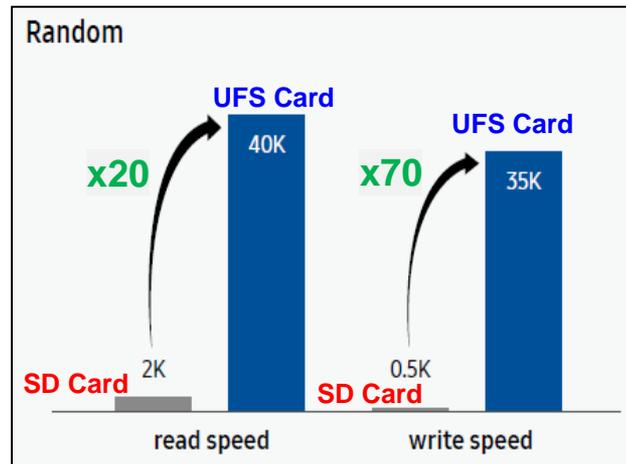 Random
UFS Card
40K
x20
2K
SD Card
read speed
UFS Card
35K
x70
0.5K
SD Card
write speed